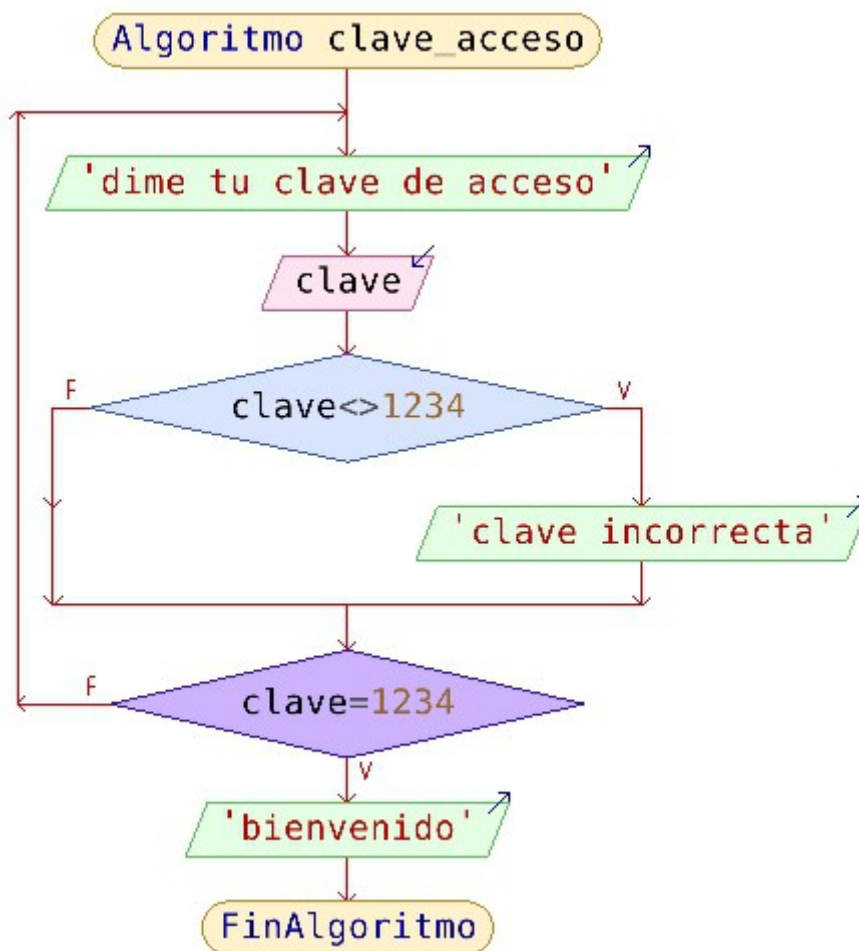 Algoritmo clave_acceso
'dime tu clave de acceso'
clave
F
V
clave<>1234
'clave incorrecta'
F
clave=1234
V
'bienvenido'
FinAlgoritmo